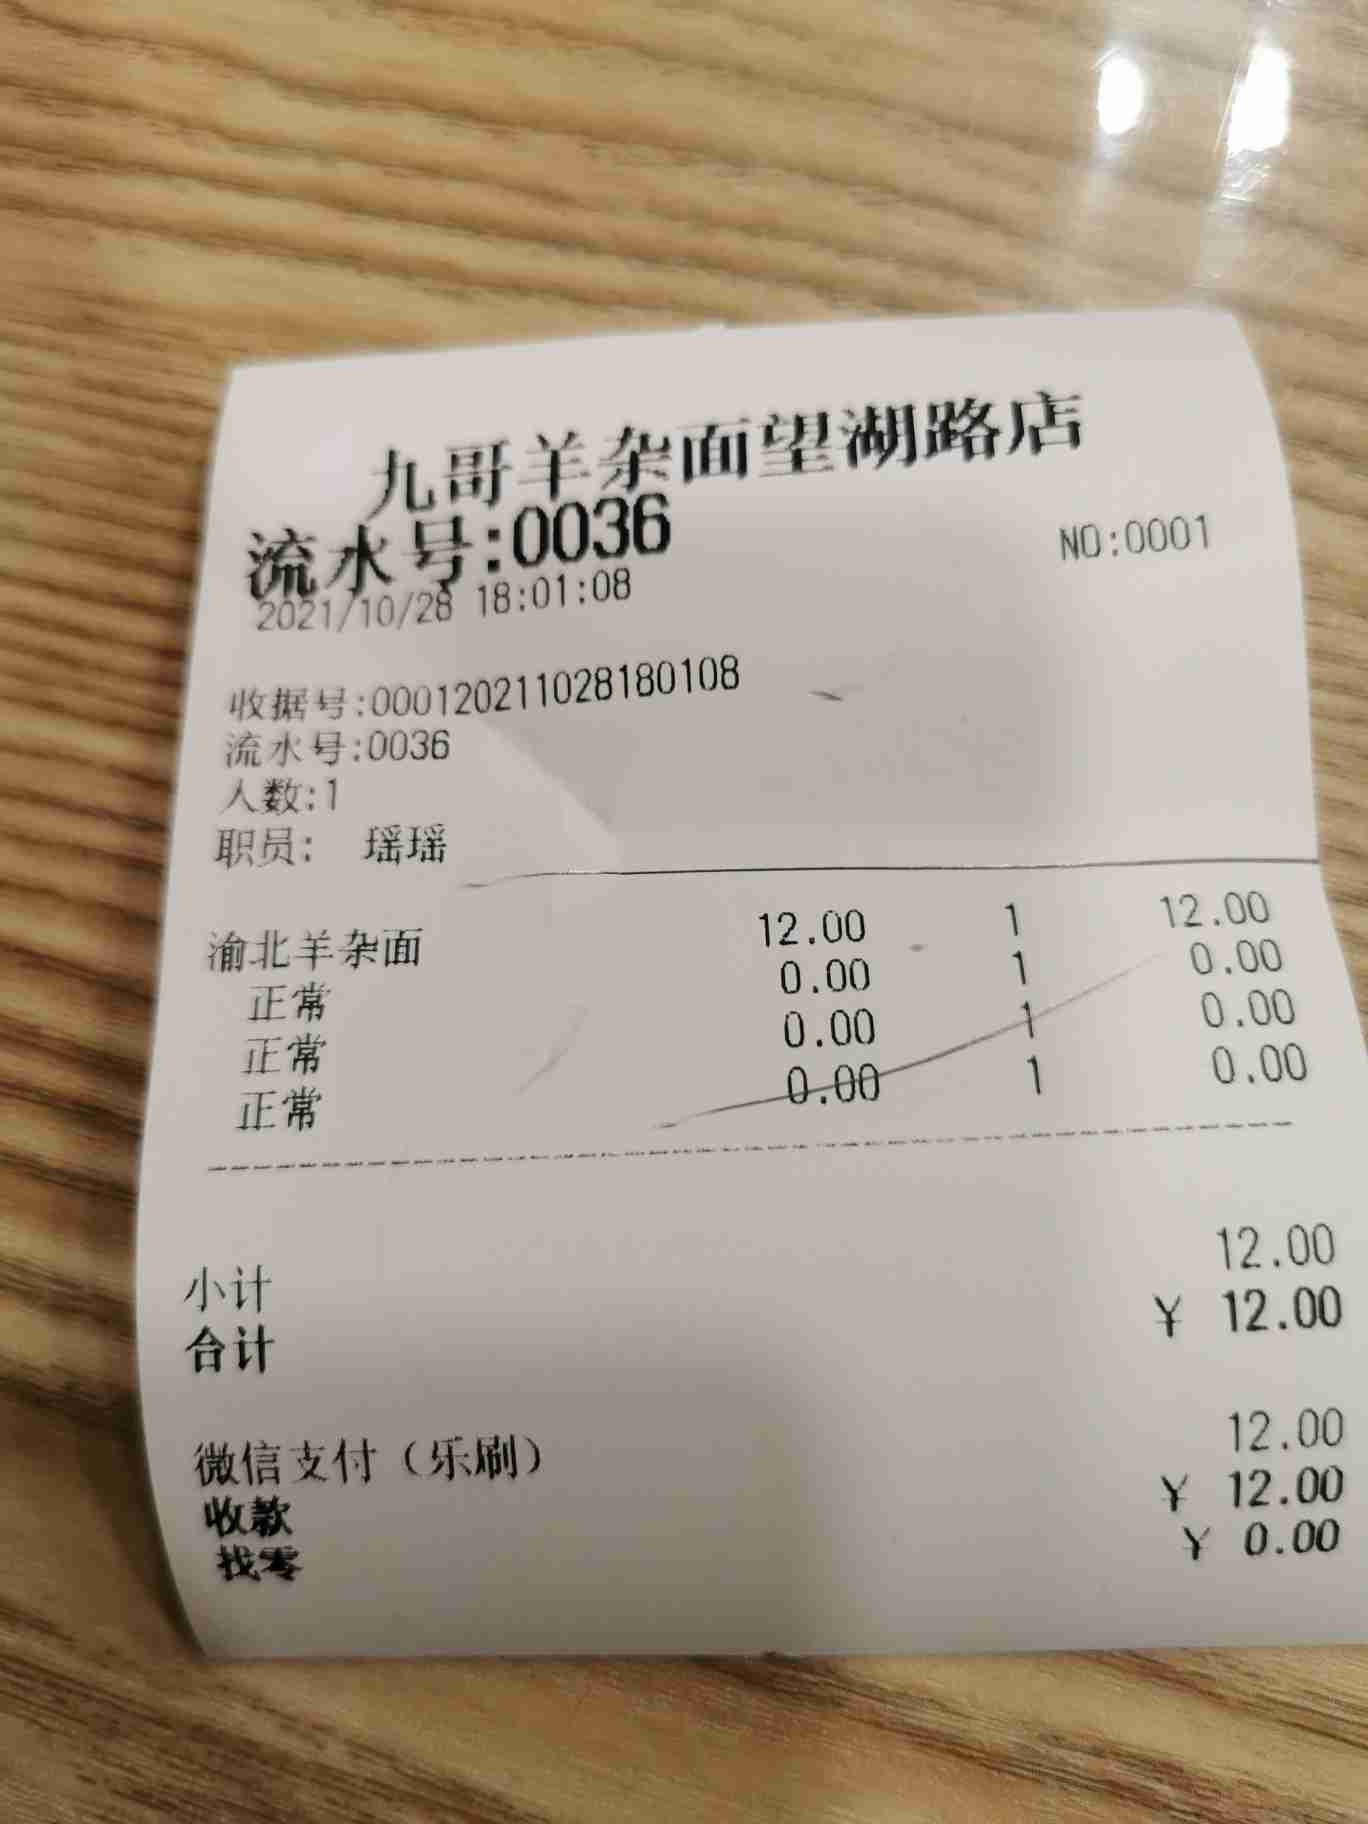 九哥羊杂面望湖路店
流水号:0036 NO:0001
2021/10/28 18:01:08
收据号:000120211028180108
流水号:0036
人数:1
职员: 瑶瑶
渝北羊杂面 12.00 1 12.00
正常 0.00 1 0.00
正常 0.00 1 0.00
正常 0.00 1 0.00
小计 12.00
合计 ¥ 12.00
微信支付（乐刷） 12.00
收款 ¥ 12.00
找零 ¥ 0.00